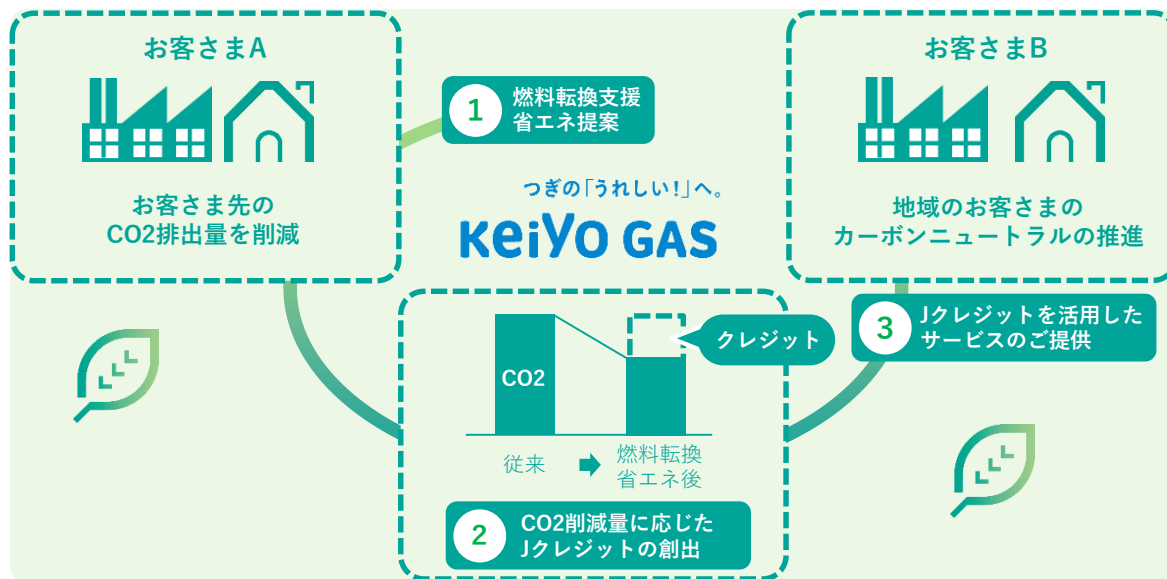 お客さまA
お客さま先の
CO2排出量を削減
1
燃料転換支援
省エネ提案
つぎの「うれしい!」へ。
KeiYO GAS
お客さまB
地域のお客さまの
カーボンニュートラルの推進
3
Jクレジットを活用した
サービスのご提供
クレジット
CO2
従来
燃料転換
省エネ後
2
CO2削減量に応じた
Jクレジットの創出